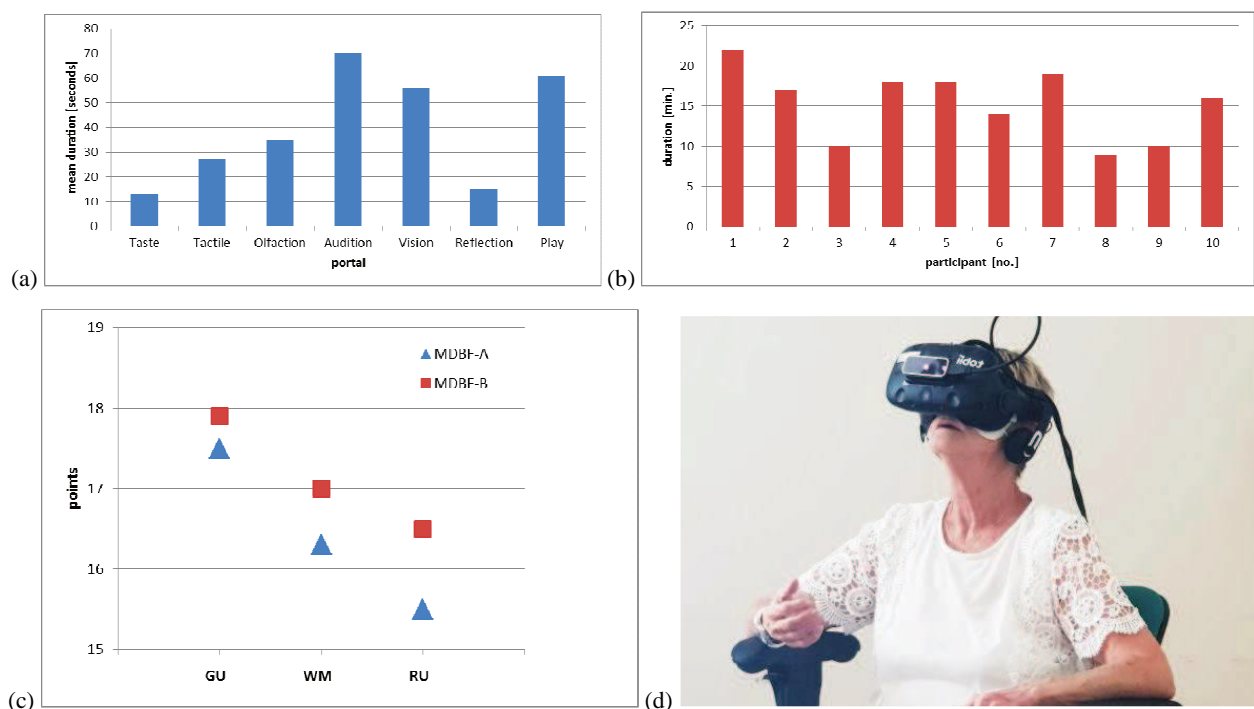 80
70
60
50
40
30
20
10
0
mean duration [seconds]
Taste Tactile Olfaction Audition Vision Reflection Play
portal
(a)
25
20
15
10
5
0
duration [min.]
1 2 3 4 5 6 7 8 9 10
participant [no.]
(b)
19
18
17
16
15
points
MDBF-A
MDBF-B
GU WM RU
(c)
(d)